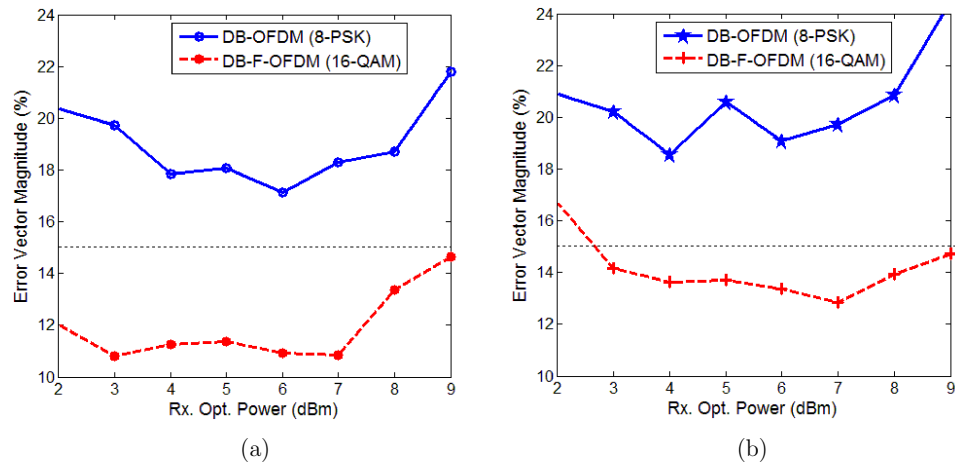 24
22
20
18
16
14
12
10
Error Vector Magnitude (%)
DB-OFDM (8-PSK)
DB-F-OFDM (16-QAM)
2 3 4 5 6 7 8 9
Rx. Opt. Power (dBm)
(a)
24
22
20
18
16
14
12
10
Error Vector Magnitude (%)
DB-OFDM (8-PSK)
DB-F-OFDM (16-QAM)
2 3 4 5 6 7 8 9
Rx. Opt. Power (dBm)
(b)